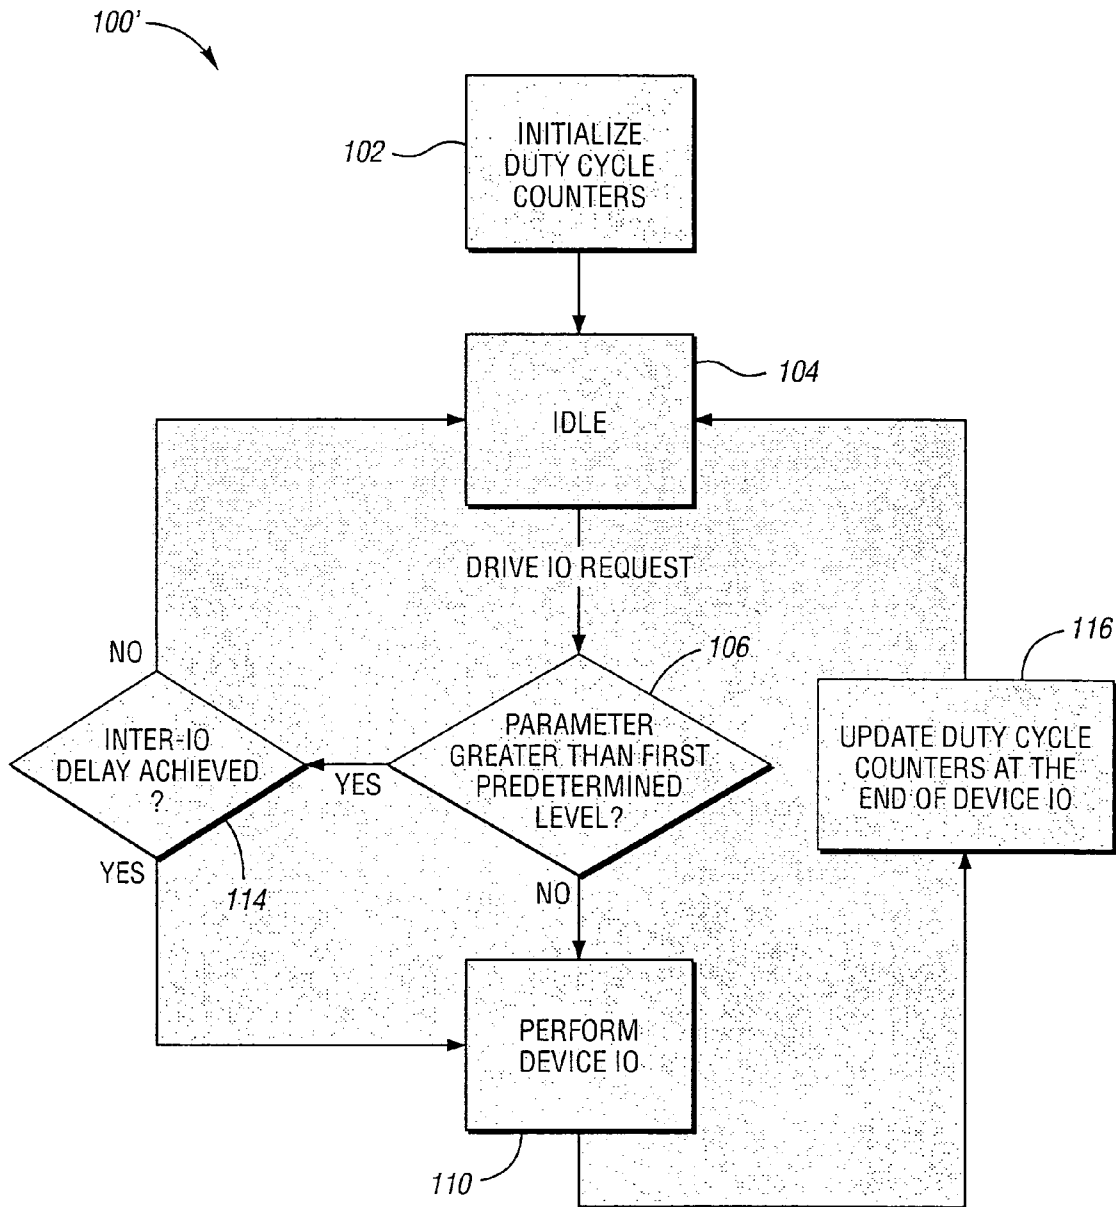 100'
INITIALIZE
DUTY CYCLE
COUNTERS
102
IDLE
104
DRIVE IO REQUEST
NO
106
116
INTER-IO
DELAY ACHIEVED
?
YES
PARAMETER
GREATER THAN FIRST
PREDETERMINED
LEVEL?
UPDATE DUTY CYCLE
COUNTERS AT THE
END OF DEVICE IO
YES
114
NO
PERFORM
DEVICE IO
110